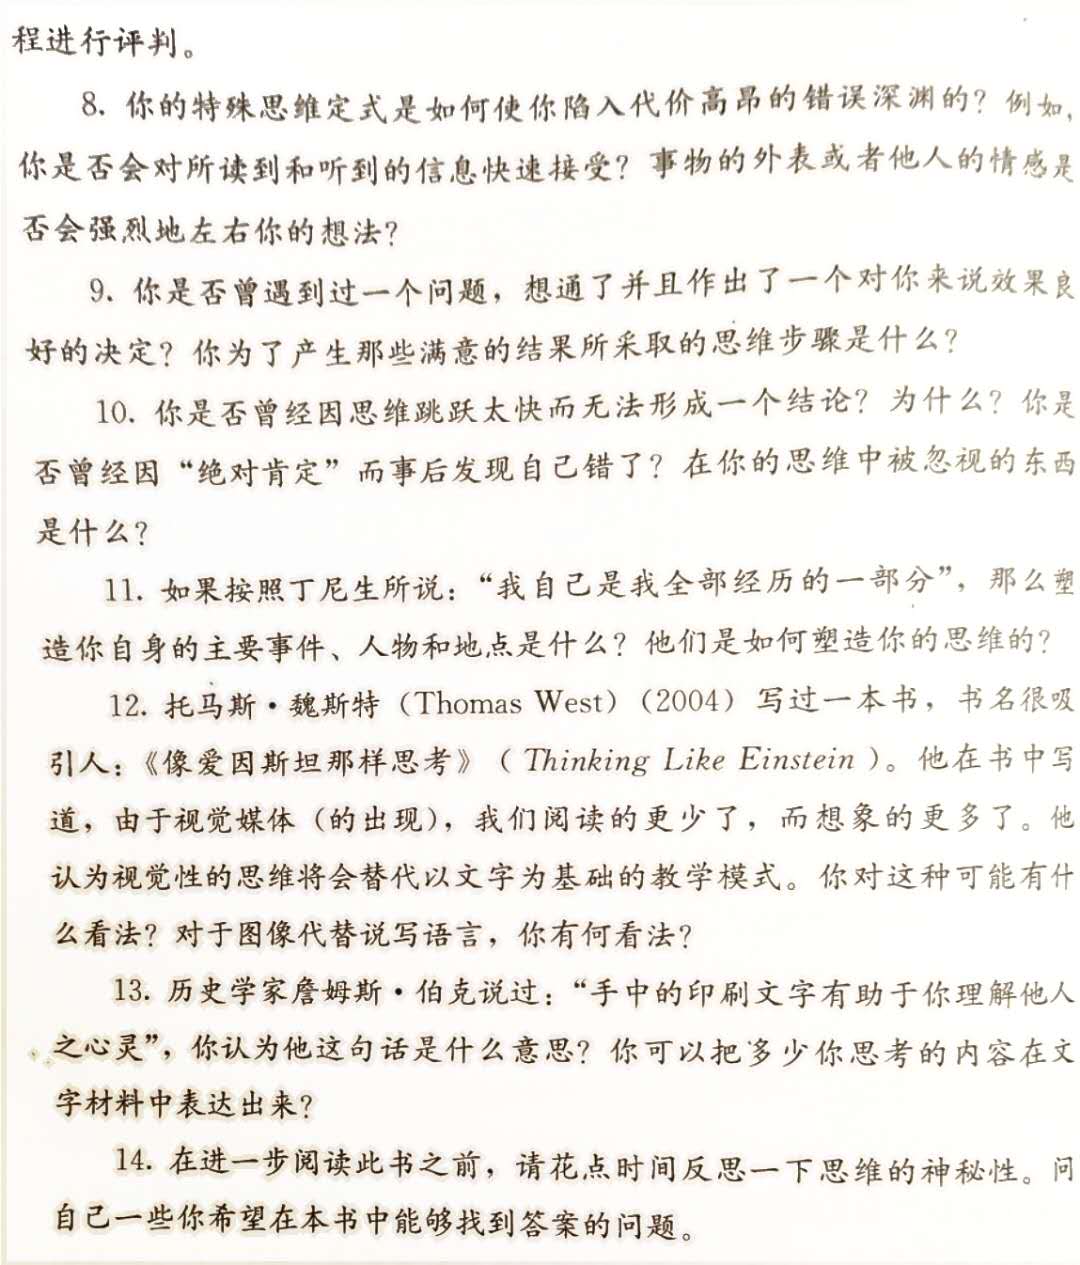 程进行评判。
8. 你的特殊思维定式是如何使你陷入代价高昂的错误深渊的？例如，
你是否会对所读到和听到的信息快速接受？事物的外表或者他人的情感是
否会强烈地左右你的想法？
9. 你是否曾遇到过一个问题，想通了并且作出了一个对你来说效果良
好的决定？你为了产生那些满意的结果所采取的思维步骤是什么？
10. 你是否曾经因思维跳跃太快而无法形成一个结论？为什么？你是
否曾经因“绝对肯定”而事后发现自己错了？在你的思维中被忽视的东西
是什么？
11. 如果按照丁尼生所说：“我自己是我全部经历的一部分”，那么塑
造你自身的主要事件、人物和地点是什么？他们是如何塑造你的思维的？
12. 托马斯·魏斯特（Thomas West）（2004）写过一本书，书名很吸
引人：《像爱因斯坦那样思考》（Thinking Like Einstein）。他在书中写
道，由于视觉媒体（的出现），我们阅读的更少了，而想象的更多了。他
认为视觉性的思维将会替代以文字为基础的教学模式。你对这种可能有什
么看法？对于图像代替说写语言，你有何看法？
13. 历史学家詹姆斯·伯克说过：“手中的印刷文字有助于你理解他人
之心灵”，你认为他这句话是什么意思？你可以把多少你思考的内容在文
字材料中表达出来？
14. 在进一步阅读此书之前，请花点时间反思一下思维的神秘性。问
自己一些你希望在本书中能够找到答案的问题。